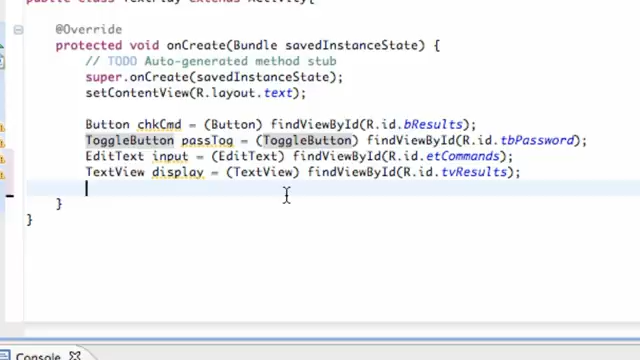 public class TextPlay extends Activity{
@Override
protected void onCreate(Bundle savedInstanceState) {
// TODO Auto-generated method stub
super.onCreate(savedInstanceState);
setContentView(R.layout.text);
Button chkCmd = (Button) findViewById(R.id.bResults);
ToggleButton passTog = (ToggleButton) findViewById(R.id.tbPassword);
EditText input = (EditText) findViewById(R.id.etCommands);
TextView display = (TextView) findViewById(R.id.tvResults);
}
}
Console